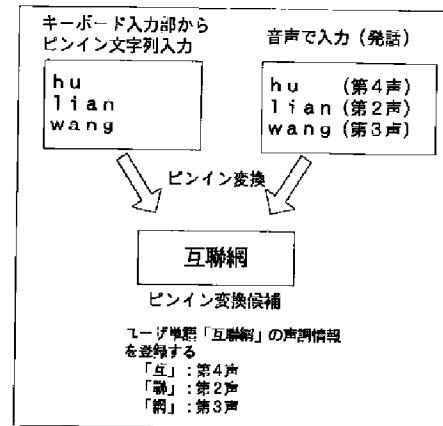 キーボード入力部から
ピンイン文字列入力
hu
lian
wang
音声で入力（発話）
hu （第4声）
lian（第2声）
wang（第3声）
ピンイン変換
互聯網
ピンイン変換候補
ユーザ単語「互聯網」の声調情報
を登録する
「互」：第4声
「聯」：第2声
「網」：第3声